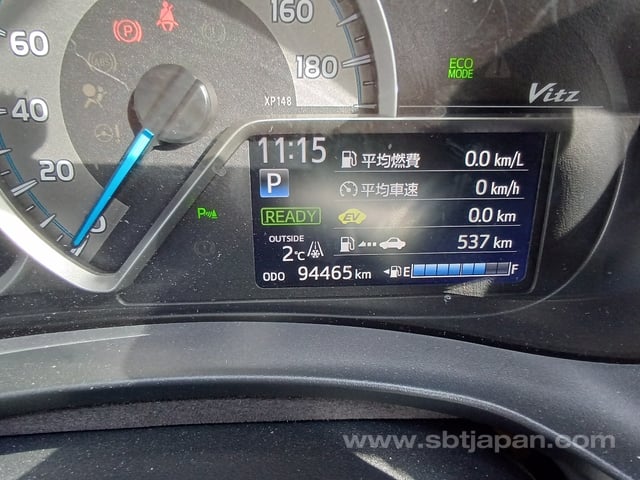 160
180
60
40
20
0
XP148
ECO
MODE
Vitz
11:15
平均燃費 0.0 km/L
P
平均車速 0 km/h
READY EV 0.0 km
OUTSIDE
2℃
537 km
ODO 94465 km E F
P
www.sbtjapan.com